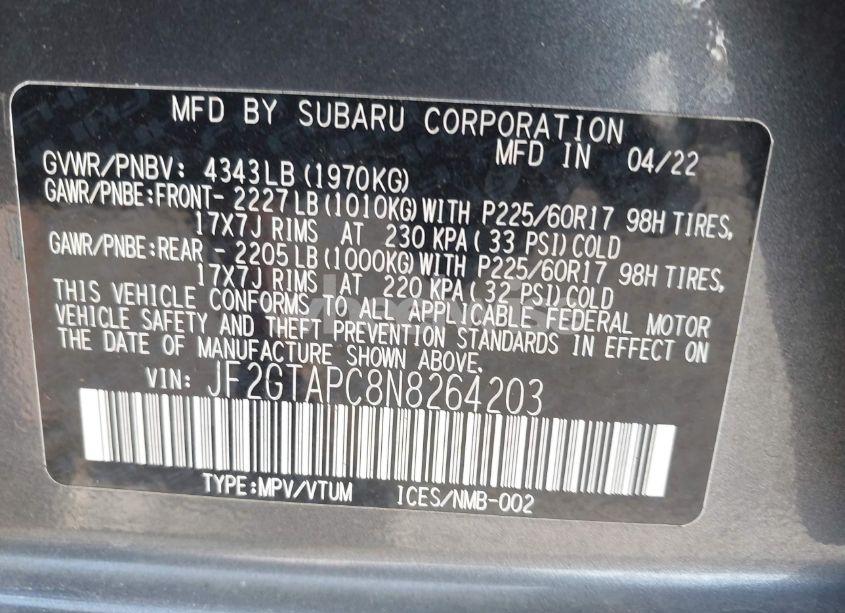 MFD BY SUBARU CORPORATION
MFD IN 04/22
GVWR/PNBV: 4343LB(1970KG)
GAWR/PNBE:FRONT- 2227LB(1010KG)WITH P225/60R17 98H TIRES,
17X7J RIMS AT 230 KPA(33 PSI)COLD
GAWR/PNBE:REAR - 2205LB(1000KG)WITH P225/60R17 98H TIRES,
17X7J RIMS AT 220 KPA(32 PSI)COLD
THIS VEHICLE CONFORMS TO ALL APPLICABLE FEDERAL MOTOR
VEHICLE SAFETY AND THEFT PREVENTION STANDARDS IN EFFECT ON
THE DATE OF MANUFACTURE SHOWN ABOVE.
VIN: JF2GTAPC8N8264203
TYPE:MPV/VTUM ICES/NMB-002